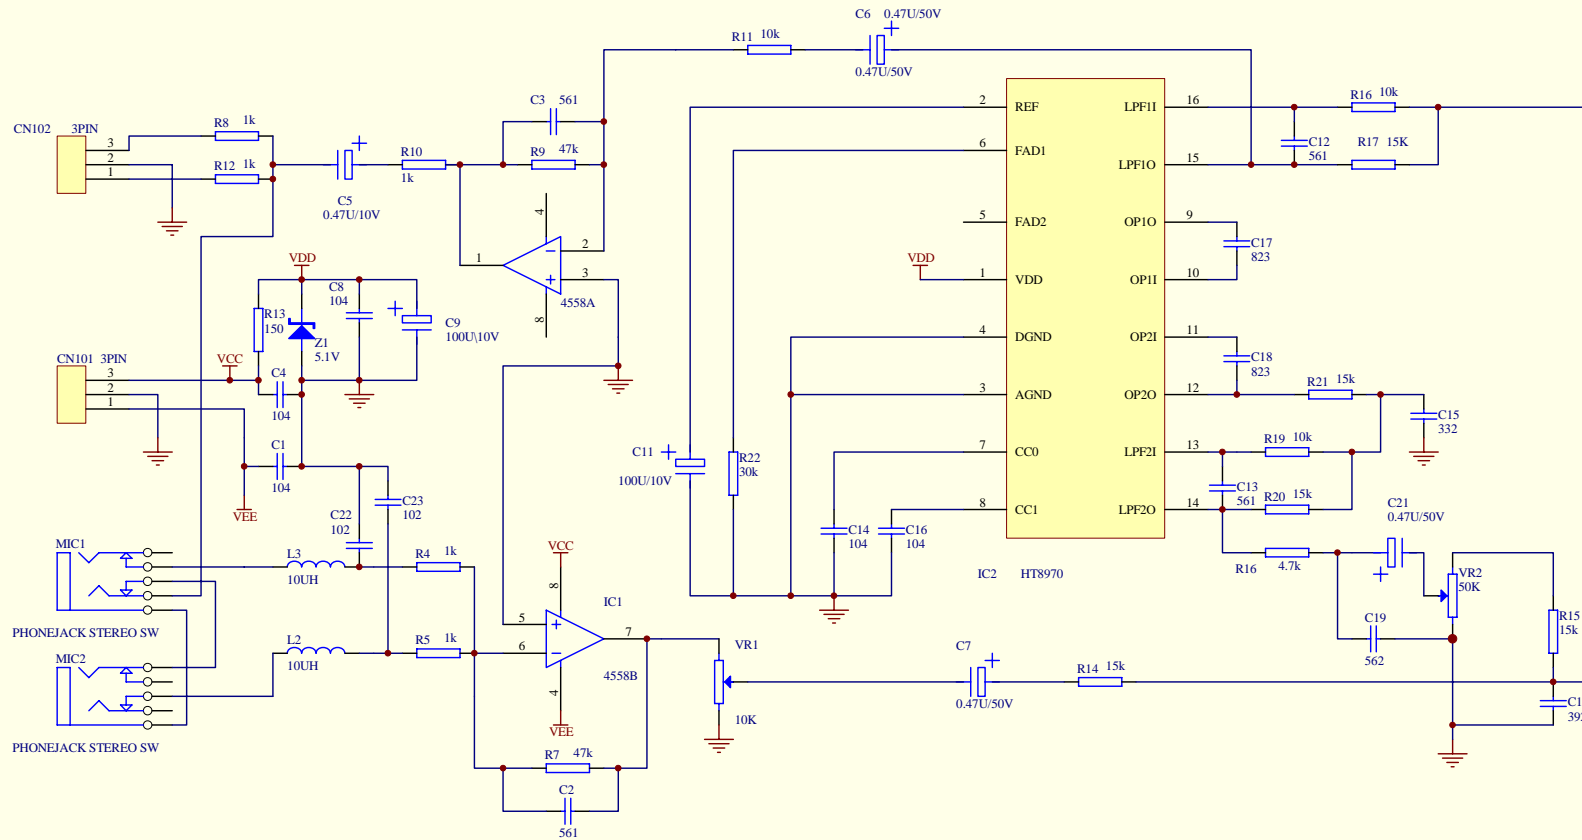 C6 0.47U/50V
R11 10k
0.47U/50V
C3 561
CN102 3PIN
R8 1k
3
2
1
R12 1k
C5
0.47U/10V
R10
1k
R9 47k
4
2
3
1
8
4558A
2 REF
6 FAD1
5 FAD2
VDD
1 VDD
4 DGND
3 AGND
7 CC0
8 CC1
LPF1I 16
LPF1O 15
OP1O 9
OP1I 10
OP2I 11
OP2O 12
LPF2I 13
LPF2O 14
IC2 HT8970
R16 10k
C12
561
R17 15K
C17
823
C18
823
R21 15k
C15
332
R19 10k
C13
561
R20 15k
C21
0.47U/50V
R16 4.7k
VR2
50K
C19
562
R15
15k
C1
39
VDD
C8
104
R13
150
Z1
5.1V
C9
100U\10V
CN101 3PIN
3
2
1
VCC
C4
104
C1
104
VEE
C22
102
C23
102
C11
100U/10V
R22
30k
C14
104
C16
104
MIC1
PHONEJACK STEREO SW
L3
10UH
R4 1k
MIC2
PHONEJACK STEREO SW
L2
10UH
R5 1k
VCC
8
IC1
5
6
7
4
4558B
VEE
VR1
10K
C7
0.47U/50V
R14 15k
R7 47k
C2
561